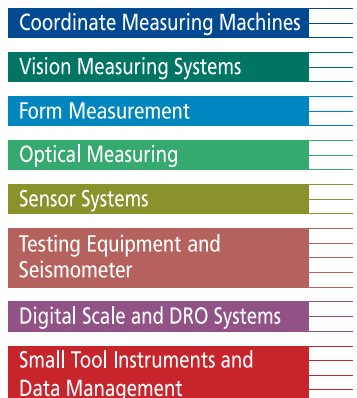 Coordinate Measuring Machines
Vision Measuring Systems
Form Measurement
Optical Measuring
Sensor Systems
Testing Equipment and
Seismometer
Digital Scale and DRO Systems
Small Tool Instruments and
Data Management